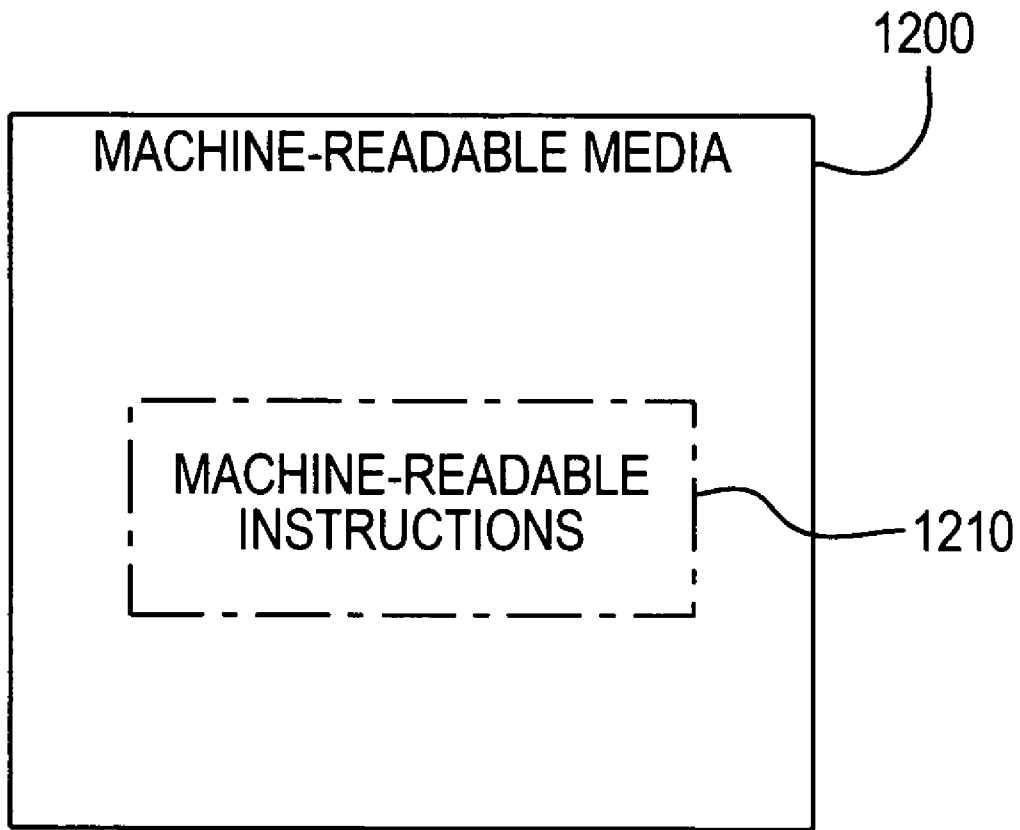 1200
MACHINE-READABLE MEDIA
MACHINE-READABLE
INSTRUCTIONS
1210